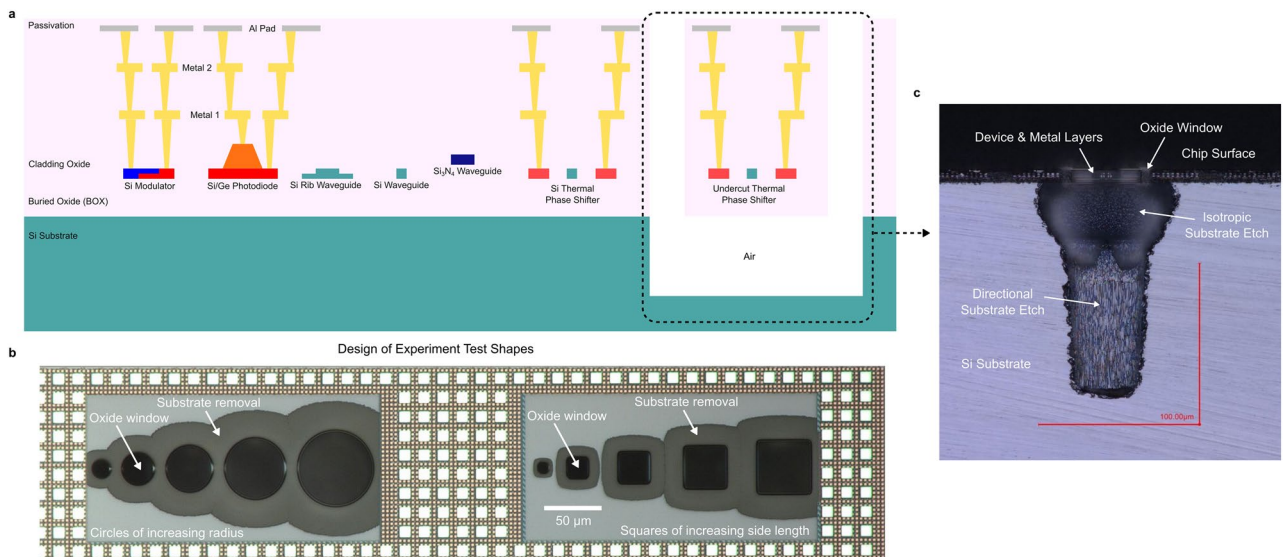 a
Passivation
Al Pad
Metal 2
Metal 1
Cladding Oxide
Si Modulator
Si/Ge Photodiode
Si Rib Waveguide
Si Waveguide
Si₃N₄ Waveguide
Si Thermal
Phase Shifter
Undercut Thermal
Phase Shifter
Buried Oxide (BOX)
Si Substrate
Air
b
Design of Experiment Test Shapes
Substrate removal
Oxide window
Circles of increasing radius
Substrate removal
Oxide window
50 µm
Squares of increasing side length
c
Device & Metal Layers
Oxide Window
Chip Surface
Isotropic
Substrate Etch
Directional
Substrate Etch
Si Substrate
100.00µm